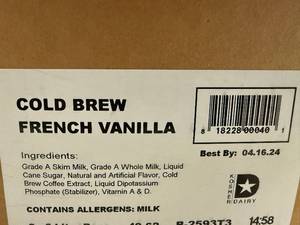 COLD BREW
FRENCH VANILLA
8 18228 00040 1
Best By: 04.16.24
Ingredients:
Grade A Skim Milk, Grade A Whole Milk, Liquid
Cane Sugar, Natural and Artificial Flavor, Cold
Brew Coffee Extract, Liquid Dipotassium
Phosphate (Stabilizer), Vitamin A & D.
KOSHER
DAIRY
CONTAINS ALLERGENS: MILK
B-2593T3
14:58